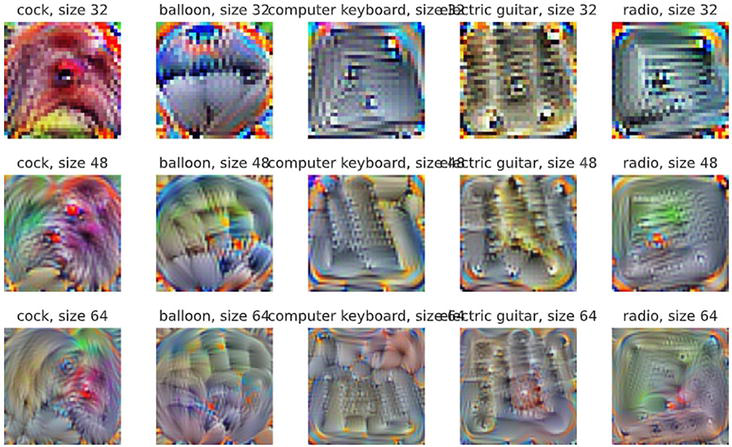 cock, size 32
balloon, size 32
computer keyboard, size 32
electric guitar, size 32
radio, size 32
cock, size 48
balloon, size 48
computer keyboard, size 48
electric guitar, size 48
radio, size 48
cock, size 64
balloon, size 64
computer keyboard, size 64
electric guitar, size 64
radio, size 64